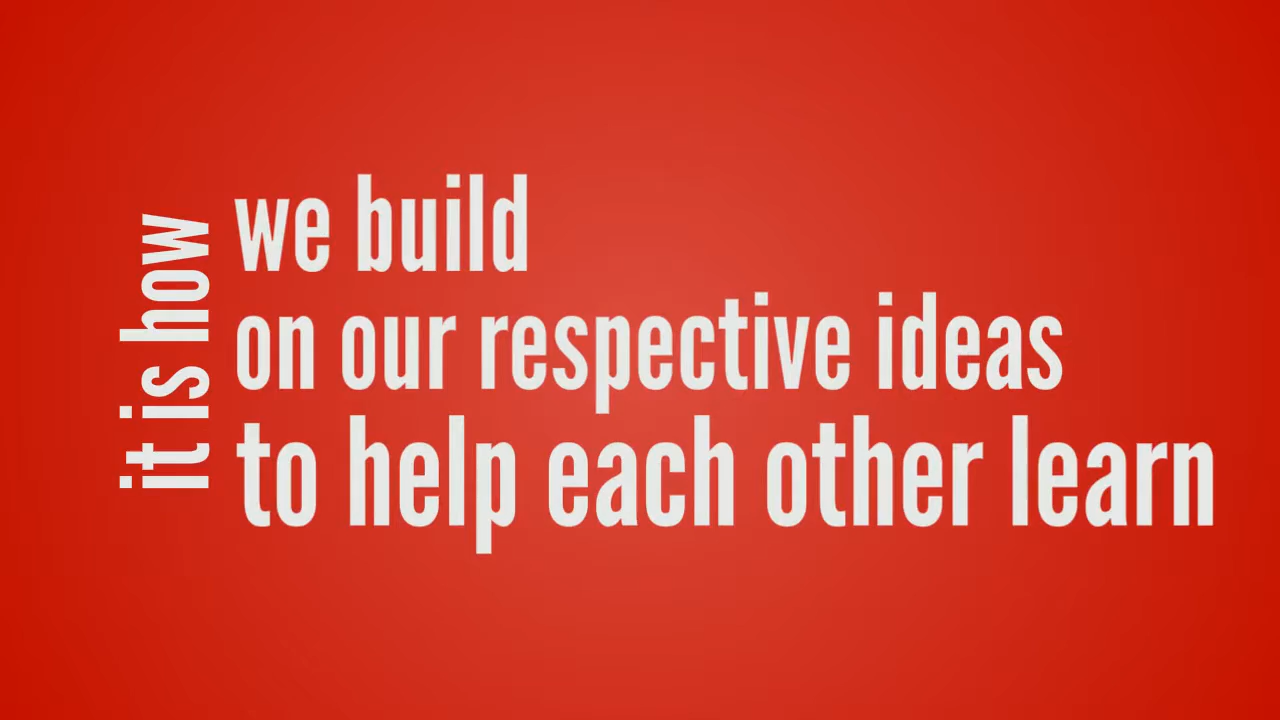 it is how
we build
on our respective ideas
to help each other learn